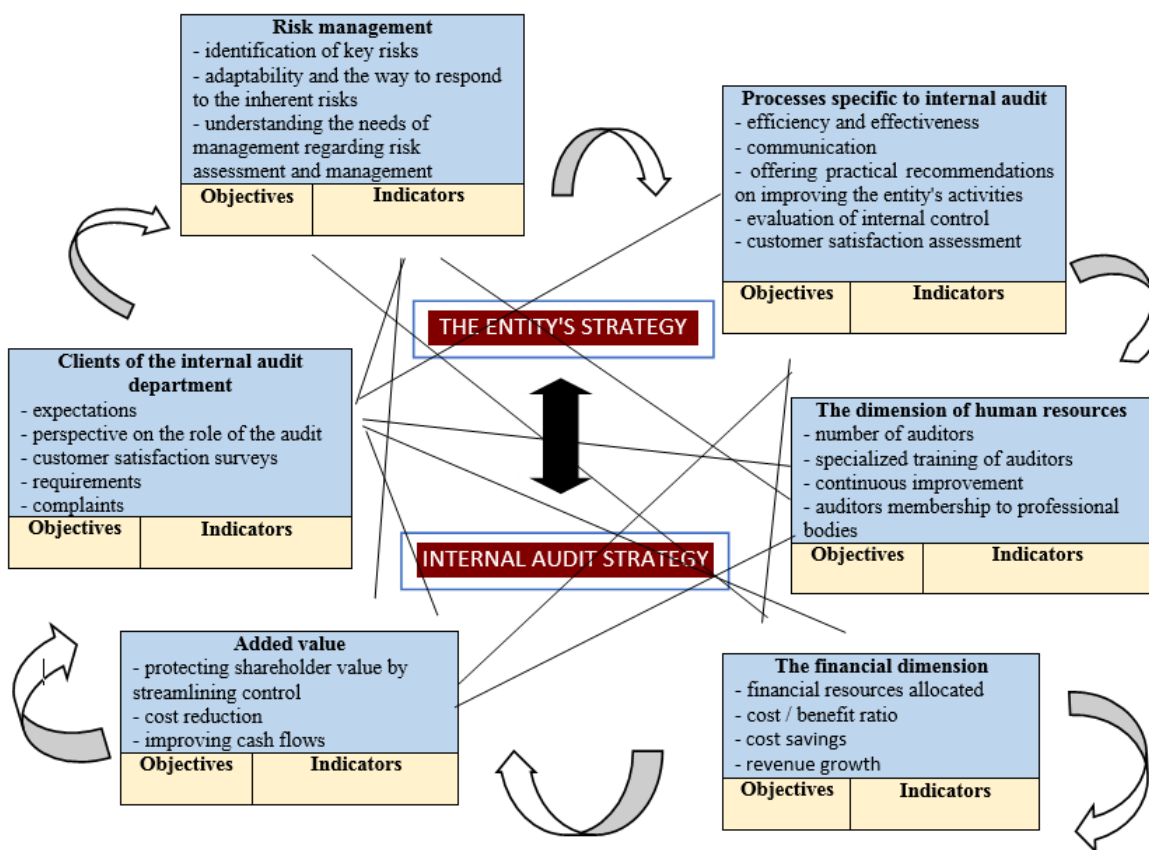 Risk management
- identification of key risks
- adaptability and the way to respond
to the inherent risks
- understanding the needs of
management regarding risk
assessment and management
Objectives Indicators
Processes specific to internal audit
- efficiency and effectiveness
- communication
- offering practical recommendations
on improving the entity's activities
- evaluation of internal control
- customer satisfaction assessment
Objectives Indicators
THE ENTITY'S STRATEGY
Clients of the internal audit
department
- expectations
- perspective on the role of the audit
- customer satisfaction surveys
- requirements
- complaints
Objectives Indicators
The dimension of human resources
- number of auditors
- specialized training of auditors
- continuous improvement
- auditors membership to professional
bodies
Objectives Indicators
INTERNAL AUDIT STRATEGY
Added value
- protecting shareholder value by
streamlining control
- cost reduction
- improving cash flows
Objectives Indicators
The financial dimension
- financial resources allocated
- cost / benefit ratio
- cost savings
- revenue growth
Objectives Indicators